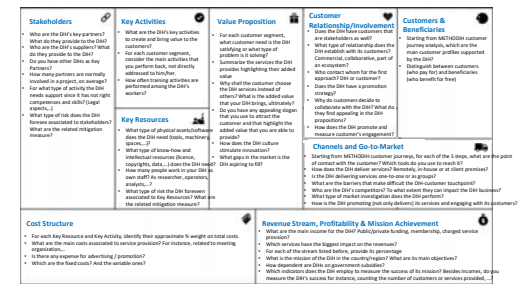 Stakeholders
Who are the DIH's key-partners?
What do they provide to the DIH?
Who are the DIH's suppliers? What
do they provide to the DIH?
Do you have other DIHs as Key
Partners?
How many partners are normally
involved in a project, on average?
For what type of activity the DIH
needs support since it has not right
competences and skills? (Legal
aspects,...)
What type of risk does the DIH
foresee associated to stakeholders?
What are the related mitigation
measure?
Key Activities
What are the DIH's key activities
to create and bring value to the
customers?
For each customer segment,
consider the main activities that
you perform back, not directly
addressed to him/her.
How often training activities are
performed among the DIH's
workers?
Key Resources
What type of physical assets/software
does the DIH need (tools, machinery,
spaces,...)?
What type of know-how and
intellectual resources (licence,
copyrights, data,...) does the DIH need?
How many people work in your DIH as
own staff? As researcher, operators,
analysts,...?
What type of risk the DIH foreseen
associated to Key Resources? What are
the related mitigation measure?
Value Proposition
For each customer segment,
what need is the DIH
satisfying or what type of
problem is it solving?
Summarise the services the DIH
provides highlighting their added
value
Why shall the customer choose
the DIH services instead of
others? What is the added value
that your DIH brings, ultimately?
Do you have any appealing slogan
that you use to attract the
customer and that highlight the
added value that you are able to
provide?
How does the DIH culture
stimulate innovation?
What gaps in the market is the
DIH aspiring to fill?
Customer
Relationship/Involvement
Does the DIH have customers that
are stakeholders as well?
What type of relationship does the
DIH establish with its customers?
Commercial, collaborative, part of
an ecosystem?
Who contact whom for the first
approach? DIH or customer?
Does the DIH have a promotion
strategy?
Why do customers decide to
collaborate with the DIH? What do
they find appealing in the DIH
proposition?
How does the DIH promote and
measure customer's engagement?
Customers &
Beneficiaries
Starting from METHODIH customer
journey analysis, which are the
main customer profiles supported
by the DIH?
Distinguish between customers
(who pay for) and beneficiaries
(who benefit for free)
Channels and Go-to-Market
Starting from METHODIH customer journey, for each of the 5 steps, what are the point
of contact with the customer? Which tools do you use to reach it?
How does the DIH deliver services? Remotely, in-house or at client premises?
Is the DIH delivering services one-to-one or as groups?
What are the barriers that make difficult the DIH-customer touchpoint?
Who are the DIH's competitors? To what extent they can impact the DIH business?
What type of market investigation does the DIH perform?
How is the DIH promoting (not only delivers) its services and engaging with its customers?
Cost Structure
For each Key Resource and Key Activity, identify their approximate % weight on total costs.
What are the main costs associated to service provision? For instance, related to meeting
organization,...
Is there any expense for advertising / promotion?
Which are the fixed costs? And the variable ones?
Revenue Stream, Profitability & Mission Achievement
What are the main income for the DIH? Public/private funding, membership, charged service
provision?
Which services have the biggest impact on the revenues?
For each of the stream listed before, provide its percentage
What is the mission of the DIH in the country/region? What are its main objectives?
How dependent are DIHs on government subsidies?
Which indicators does the DIH employ to measure the success of its mission? Besides incomes, do you
measure the DIH's success for instance, counting the number of customers or services provided, ...?